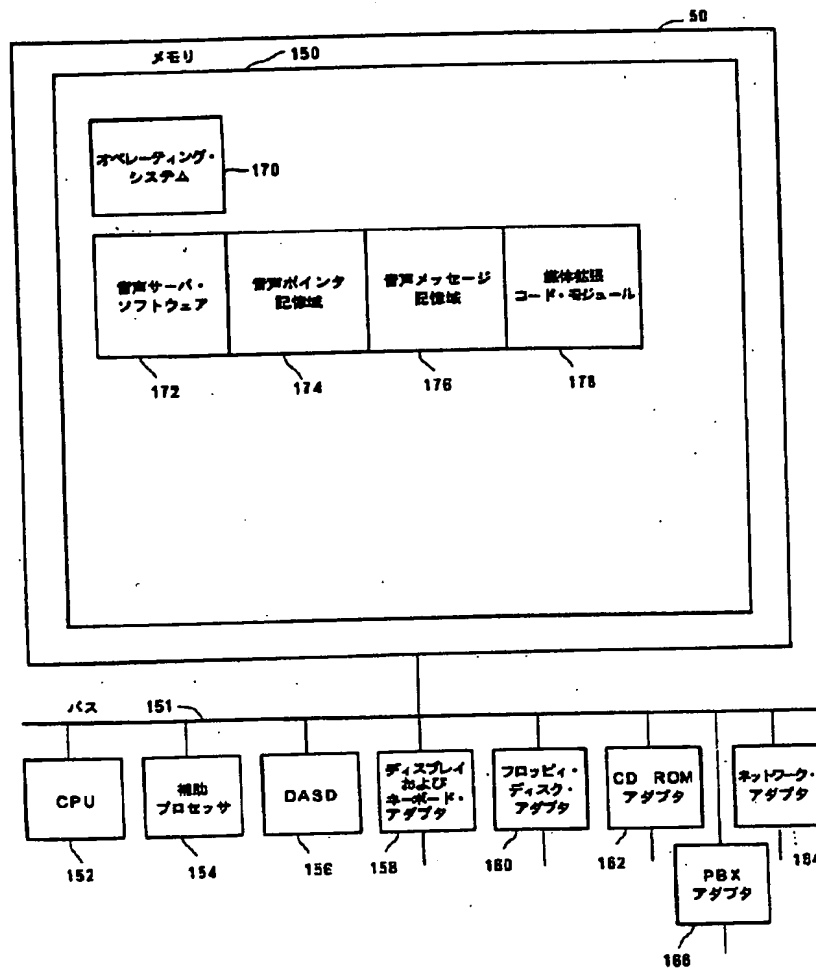 50
メモリ
150
オペレーティング・
システム
170
音声サーバ・
ソフトウェア
音声ポインタ
記憶域
音声メッセージ
記憶域
媒体拡張
コード・モジュール
172
174
176
178
バス
151
CPU
補助
プロセッサ
DASD
ディスプレイ
および
キーボード・
アダプタ
フロッピィ・
ディスク・
アダプタ
CD ROM
アダプタ
ネットワーク・
アダプタ
152
154
156
158
160
162
164
PBX
アダプタ
166